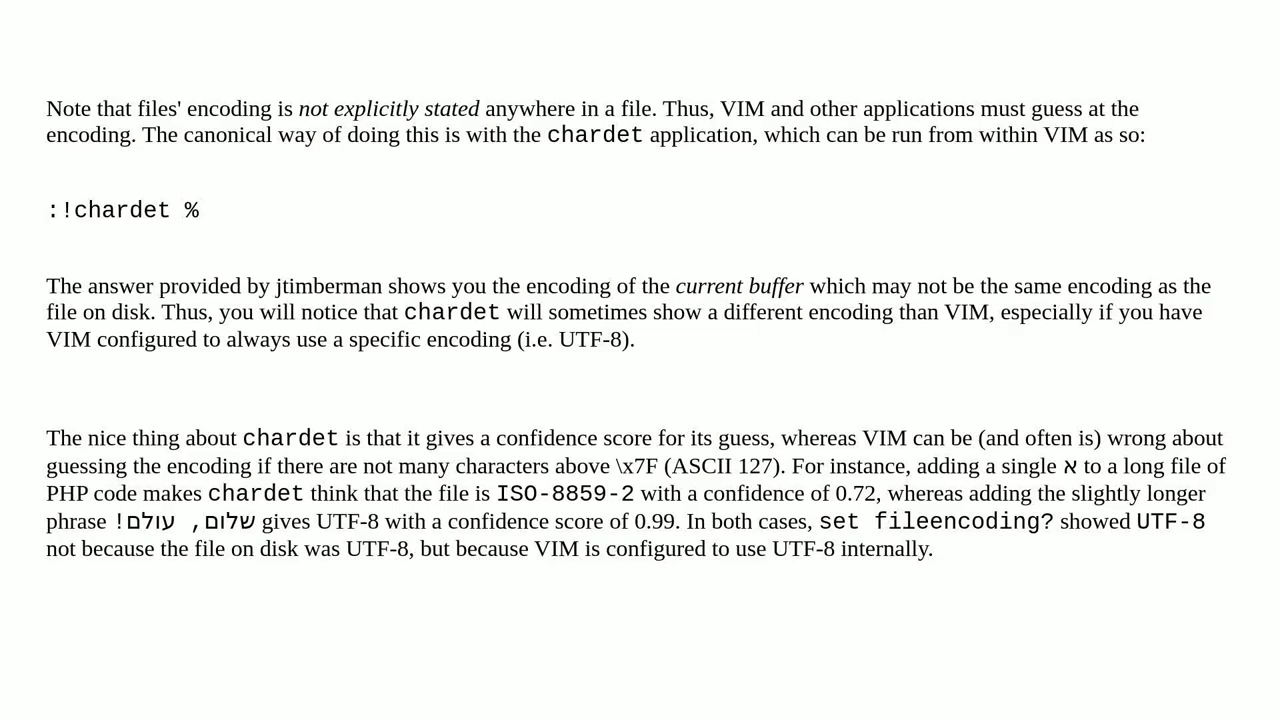 Note that files' encoding is not explicitly stated anywhere in a file. Thus, VIM and other applications must guess at the
encoding. The canonical way of doing this is with the chardet application, which can be run from within VIM as so:
:!chardet %
The answer provided by jtimberman shows you the encoding of the current buffer which may not be the same encoding as the
file on disk. Thus, you will notice that chardet will sometimes show a different encoding than VIM, especially if you have
VIM configured to always use a specific encoding (i.e. UTF-8).
The nice thing about chardet is that it gives a confidence score for its guess, whereas VIM can be (and often is) wrong about
guessing the encoding if there are not many characters above \x7F (ASCII 127). For instance, adding a single א to a long file of
PHP code makes chardet think that the file is ISO-8859-2 with a confidence of 0.72, whereas adding the slightly longer
phrase שלום, עולם! gives UTF-8 with a confidence score of 0.99. In both cases, set fileencoding? showed UTF-8
not because the file on disk was UTF-8, but because VIM is configured to use UTF-8 internally.